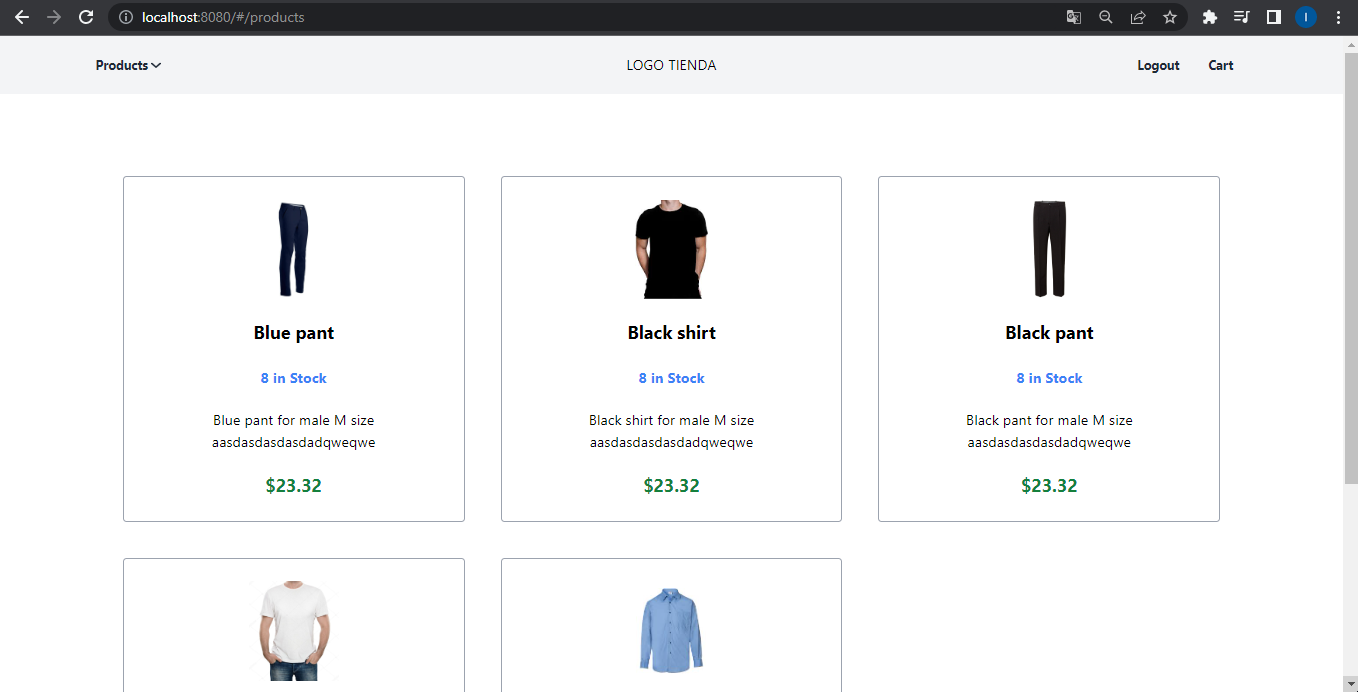 localhost:8080/#/products
I
Products
LOGO TIENDA
Logout
Cart
Blue pant
8 in Stock
Blue pant for male M size
aasdasdasdasdadqweqwe
$23.32
Black shirt
8 in Stock
Black shirt for male M size
aasdasdasdasdadqweqwe
$23.32
Black pant
8 in Stock
Black pant for male M size
aasdasdasdasdadqweqwe
$23.32